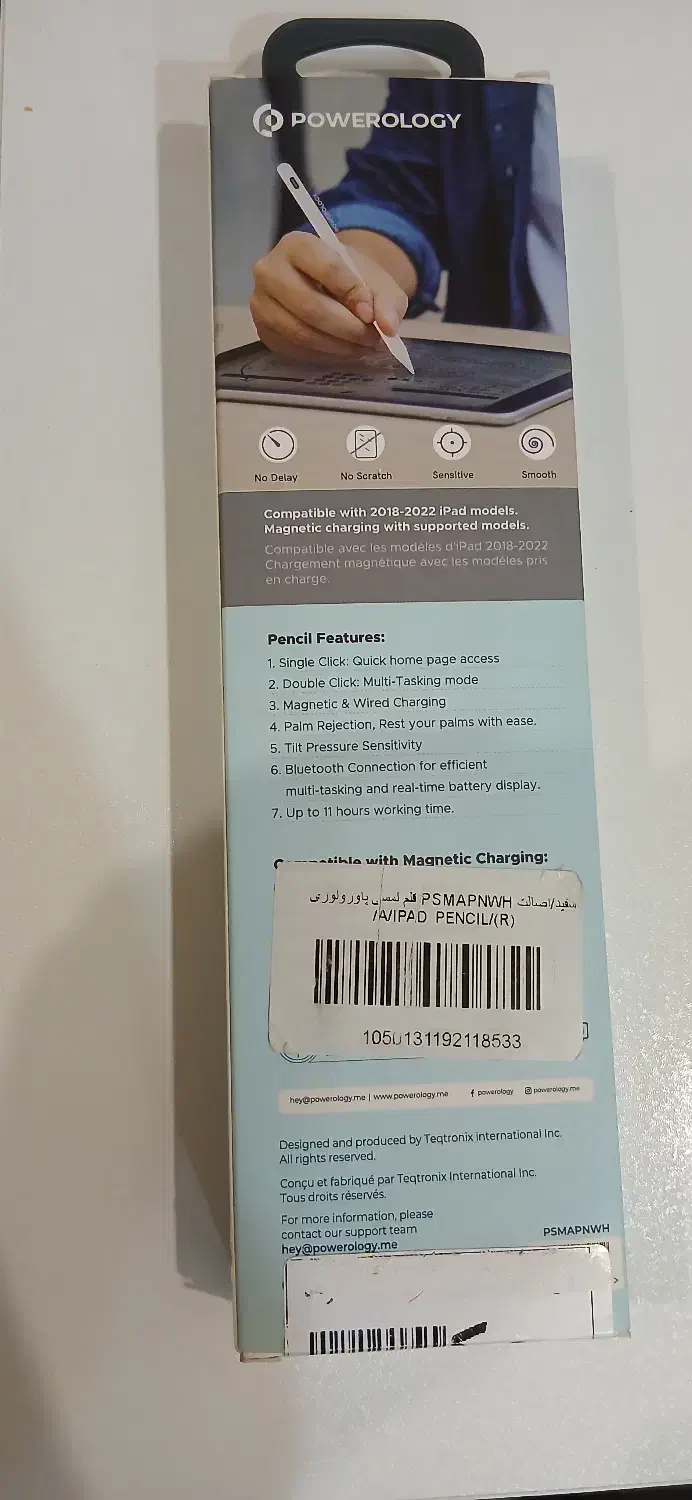 POWEROLOGY
No Delay
No Scratch
Sensitive
Smooth
Compatible with 2018-2022 iPad models.
Magnetic charging with supported models.
Compatible avec les modèles d'iPad 2018-2022
Chargement magnétique avec les modèles pris
en charge.
Pencil Features:
1. Single Click: Quick home page access
2. Double Click: Multi-Tasking mode
3. Magnetic & Wired Charging
4. Palm Rejection, Rest your palms with ease.
5. Tilt Pressure Sensitivity
6. Bluetooth Connection for efficient
multi-tasking and real-time battery display.
7. Up to 11 hours working time.
Compatible with Magnetic Charging:
قلم لمسی پاورولوژی PSMAPNWH سفید/اصالت
/A/IPAD PENCIL/(R)
1050131192118533
hey@powerology.me | www.powerology.me
powerology
powerology.me
Designed and produced by Teqtronix International Inc.
All rights reserved.
Conçu et fabriqué par Teqtronix International Inc.
Tous droits réservés.
For more information, please
contact our support team
hey@powerology.me
PSMAPNWH